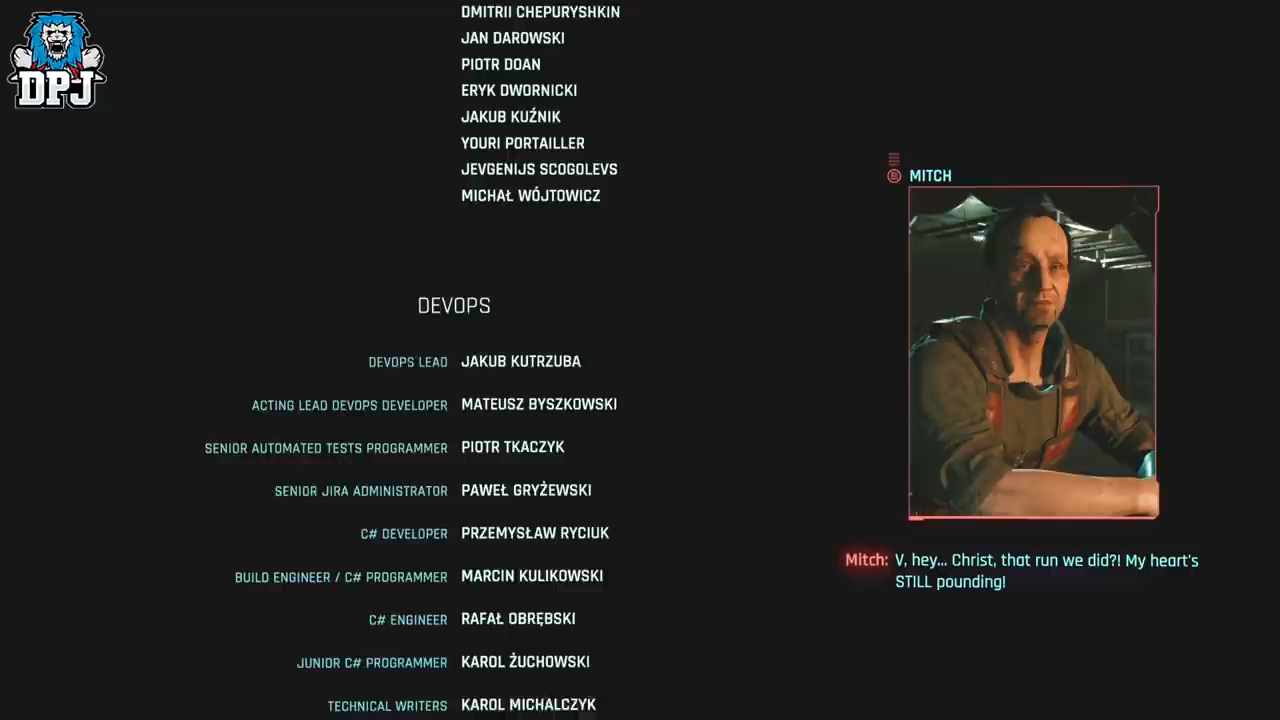 DPJ
DMITRII CHEPURYSHKIN
JAN DAROWSKI
PIOTR DOAN
ERYK DWORNICKI
JAKUB KUŹNIK
YOURI PORTAILLER
JEVGENIJS SCOGOLEVS
MICHAŁ WÓJTOWICZ
DEVOPS
DEVOPS LEAD JAKUB KUTRZUBA
ACTING LEAD DEVOPS DEVELOPER MATEUSZ BYSZKOWSKI
SENIOR AUTOMATED TESTS PROGRAMMER PIOTR TKACZYK
SENIOR JIRA ADMINISTRATOR PAWEŁ GRYŻEWSKI
C# DEVELOPER PRZEMYSŁAW RYCIUK
BUILD ENGINEER / C# PROGRAMMER MARCIN KULIKOWSKI
C# ENGINEER RAFAŁ OBRĘBSKI
JUNIOR C# PROGRAMMER KAROL ŻUCHOWSKI
TECHNICAL WRITERS KAROL MICHALCZYK
MITCH
Mitch: V, hey... Christ, that run we did?! My heart's
STILL pounding!